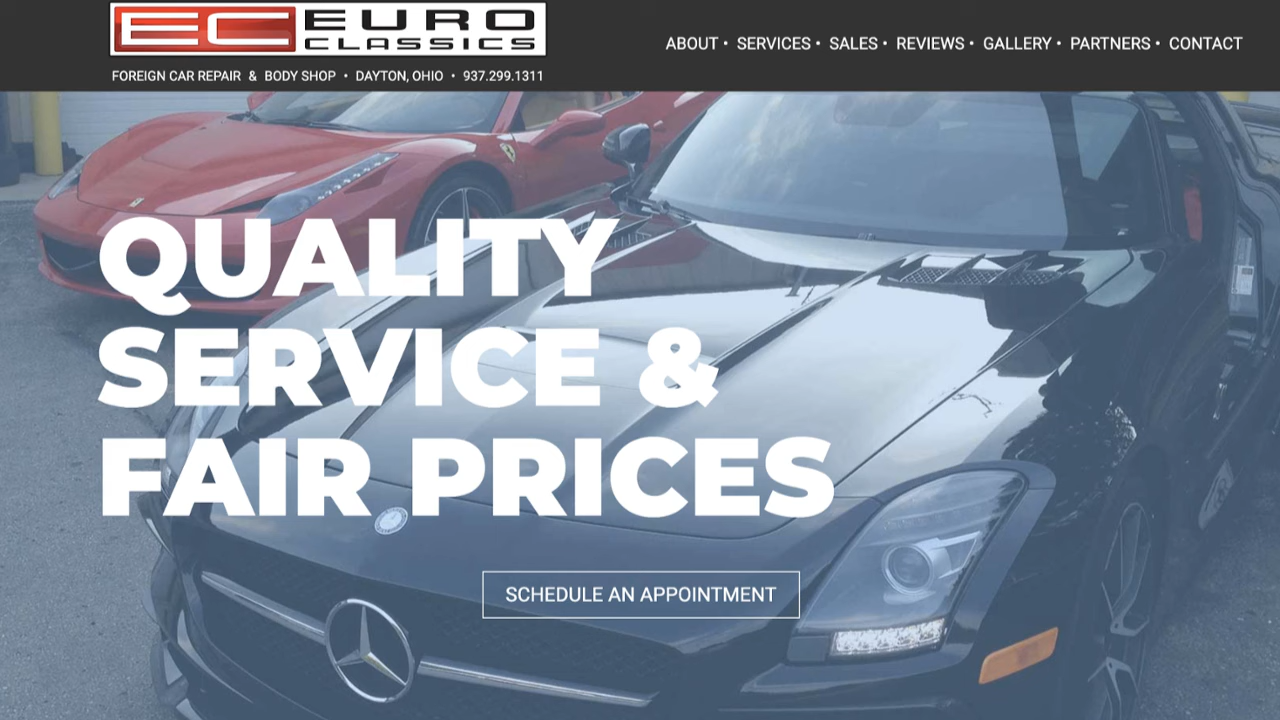 EC EURO CLASSICS
FOREIGN CAR REPAIR & BODY SHOP • DAYTON, OHIO • 937.299.1311
ABOUT • SERVICES • SALES • REVIEWS • GALLERY • PARTNERS • CONTACT
QUALITY
SERVICE &
FAIR PRICES
SCHEDULE AN APPOINTMENT